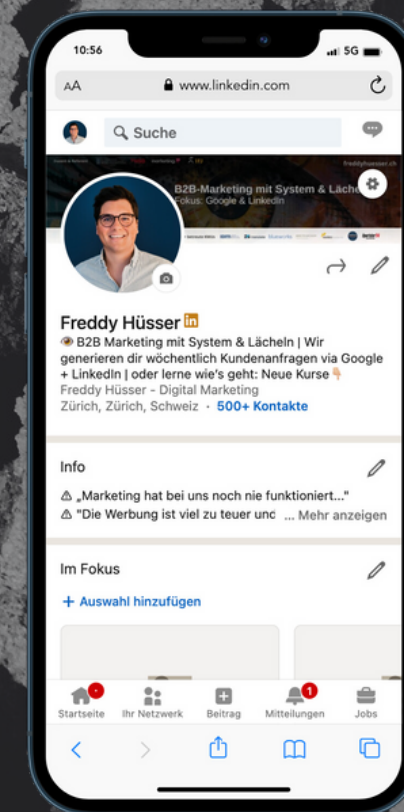 10:56
5G
AA
www.linkedin.com
Suche
freddyhuesser.ch
B2B-Marketing mit System & Läche
Fokus: Google & LinkedIn
Freddy Hüsser in
B2B Marketing mit System & Lächeln | Wir
generieren dir wöchentlich Kundenanfragen via Google
+ LinkedIn | oder lerne wie's geht: Neue Kurse
Freddy Hüsser - Digital Marketing
Zürich, Zürich, Schweiz · 500+ Kontakte
Info
„Marketing hat bei uns noch nie funktioniert..."
"Die Werbung ist viel zu teuer und ... Mehr anzeigen
Im Fokus
+ Auswahl hinzufügen
1
Startseite Ihr Netzwerk Beitrag Mitteilungen Jobs